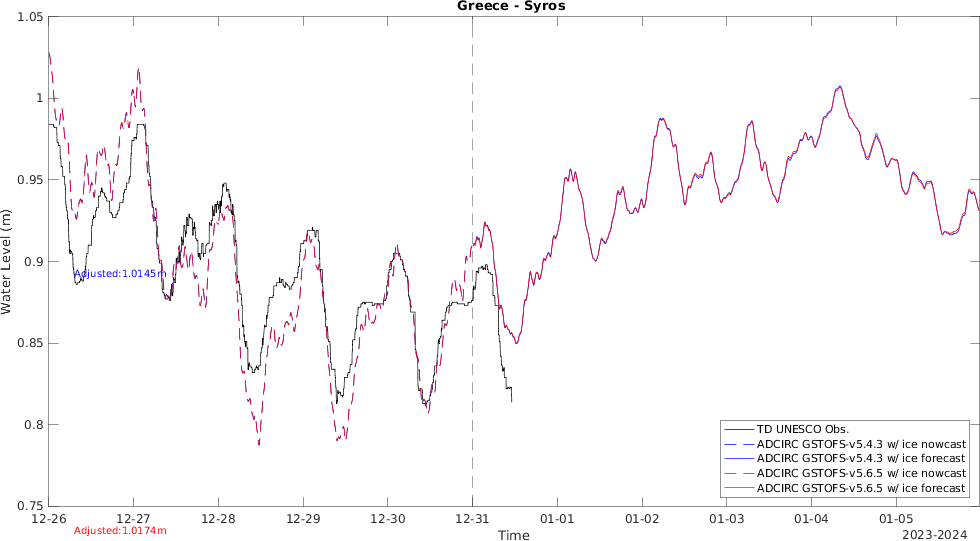 Greece - Syros
1.05
1
0.95
0.9
0.85
0.8
0.75
Water Level (m)
Adjusted:1.0145m
TD UNESCO Obs.
ADCIRC GSTOFS-v5.4.3 w/ ice nowcast
ADCIRC GSTOFS-v5.4.3 w/ ice forecast
ADCIRC GSTOFS-v5.6.5 w/ ice nowcast
ADCIRC GSTOFS-v5.6.5 w/ ice forecast
12-26 12-27 12-28 12-29 12-30 12-31 01-01 01-02 01-03 01-04 01-05
Adjusted:1.0174m
Time
2023-2024